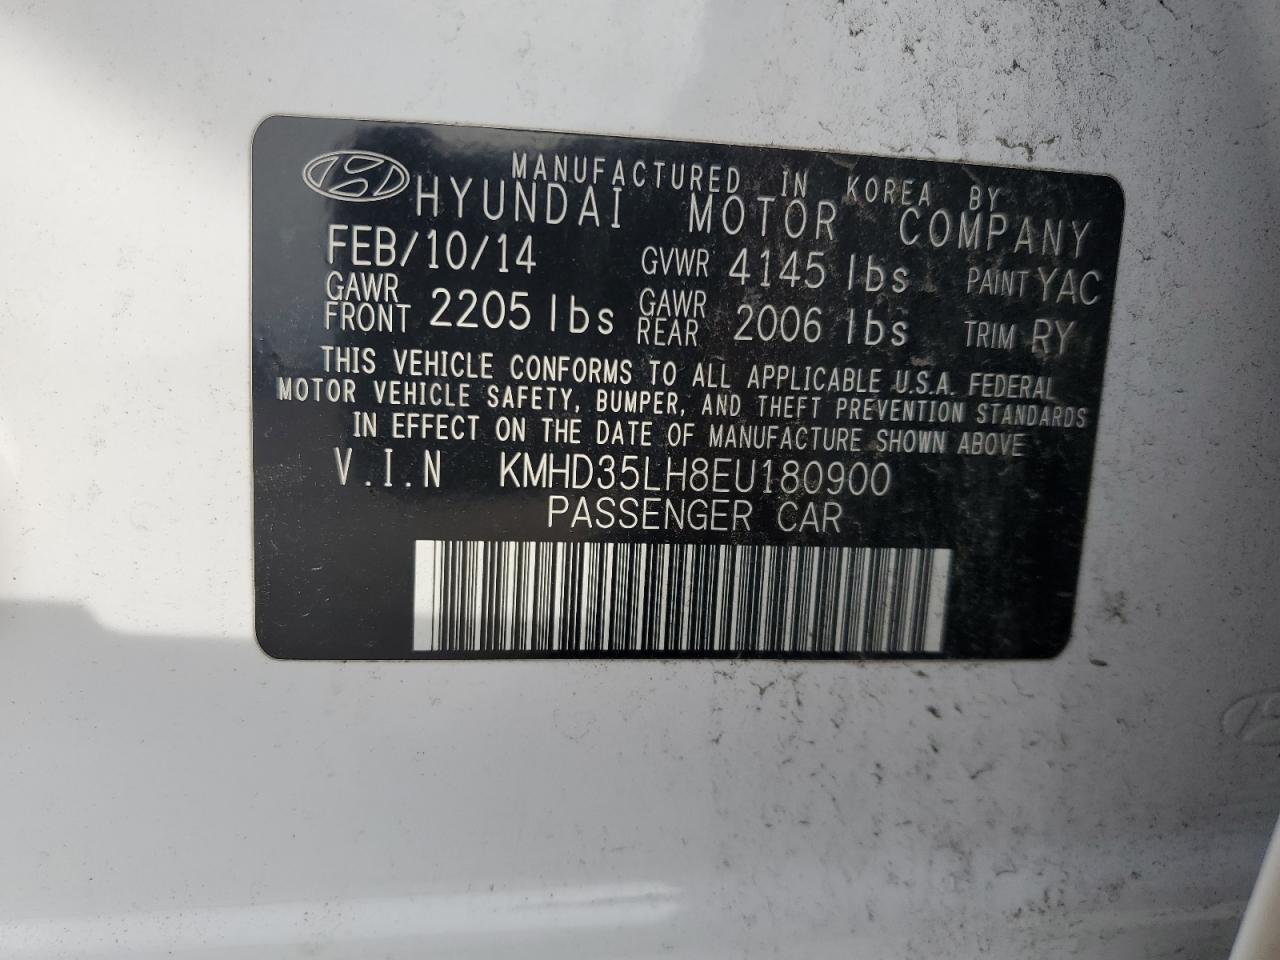 MANUFACTURED IN KOREA BY
HYUNDAI MOTOR COMPANY
FEB/10/14 GVWR 4145 lbs PAINT YAC
GAWR FRONT 2205 lbs GAWR REAR 2006 lbs TRIM RY
THIS VEHICLE CONFORMS TO ALL APPLICABLE U.S.A. FEDERAL
MOTOR VEHICLE SAFETY, BUMPER, AND THEFT PREVENTION STANDARDS
IN EFFECT ON THE DATE OF MANUFACTURE SHOWN ABOVE
V.I.N KMHD35LH8EU180900
PASSENGER CAR